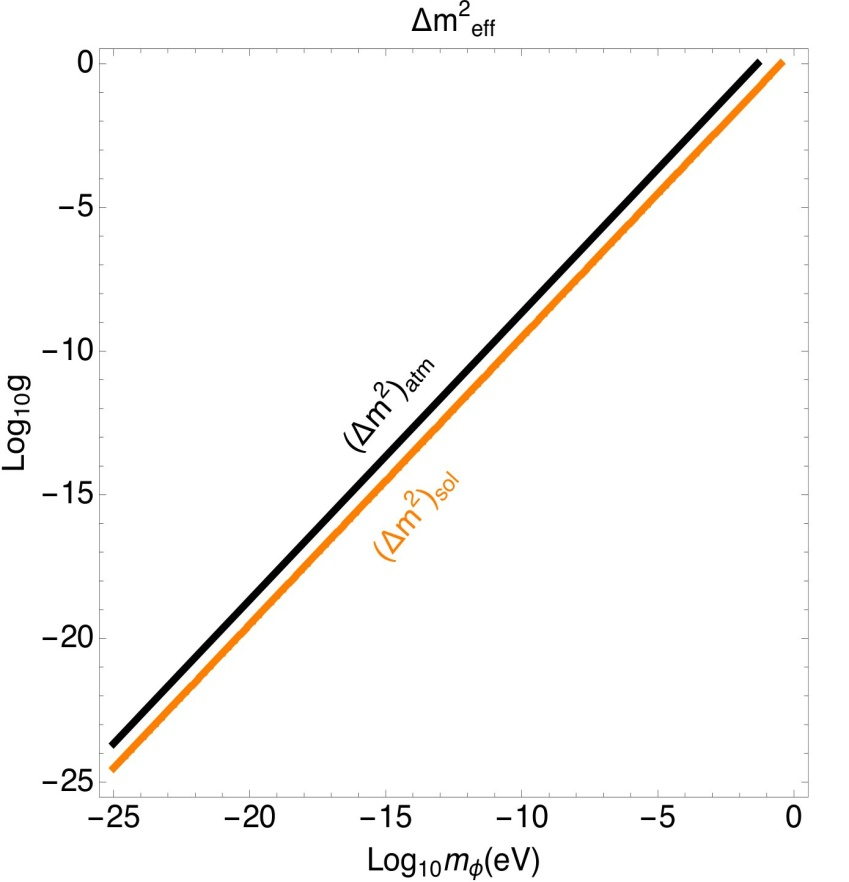 Δm²eff
0
−5
−10
−15
−20
−25
Log₁₀g
(Δm²)atm
(Δm²)sol
−25 −20 −15 −10 −5 0
Log₁₀mϕ(eV)